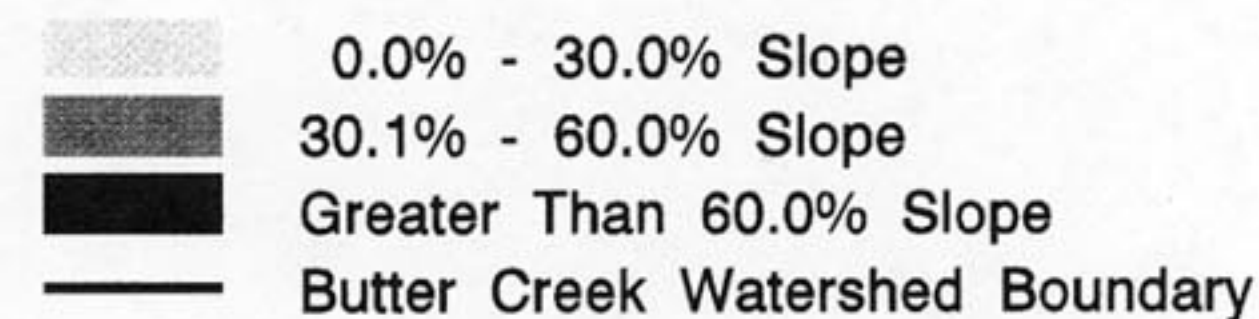 0.0% - 30.0% Slope
30.1% - 60.0% Slope
Greater Than 60.0% Slope
Butter Creek Watershed Boundary